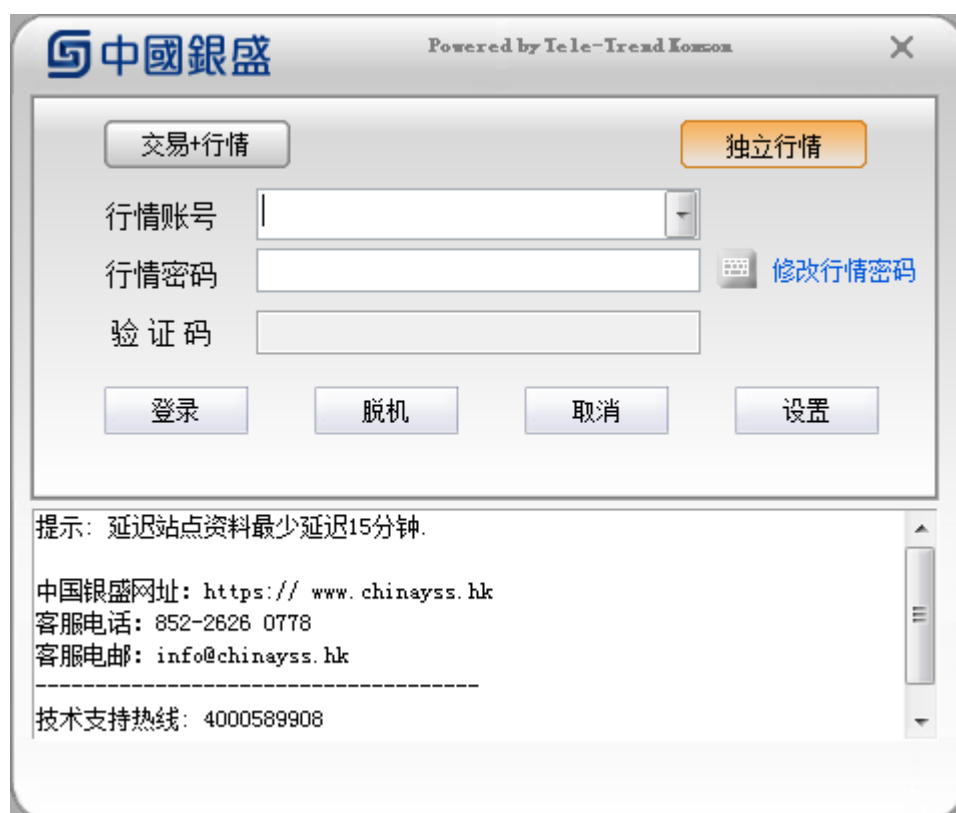 中國銀盛 Powered by Tele-Trend Konson
交易+行情 独立行情
行情账号
行情密码 修改行情密码
验证码
登录 脱机 取消 设置
提示: 延迟站点资料最少延迟15分钟.
中国银盛网址: https:// www.chinayss.hk
客服电话: 852-2626 0778
客服电邮: info@chinayss.hk
-------------------------------------
技术支持热线: 4000589908